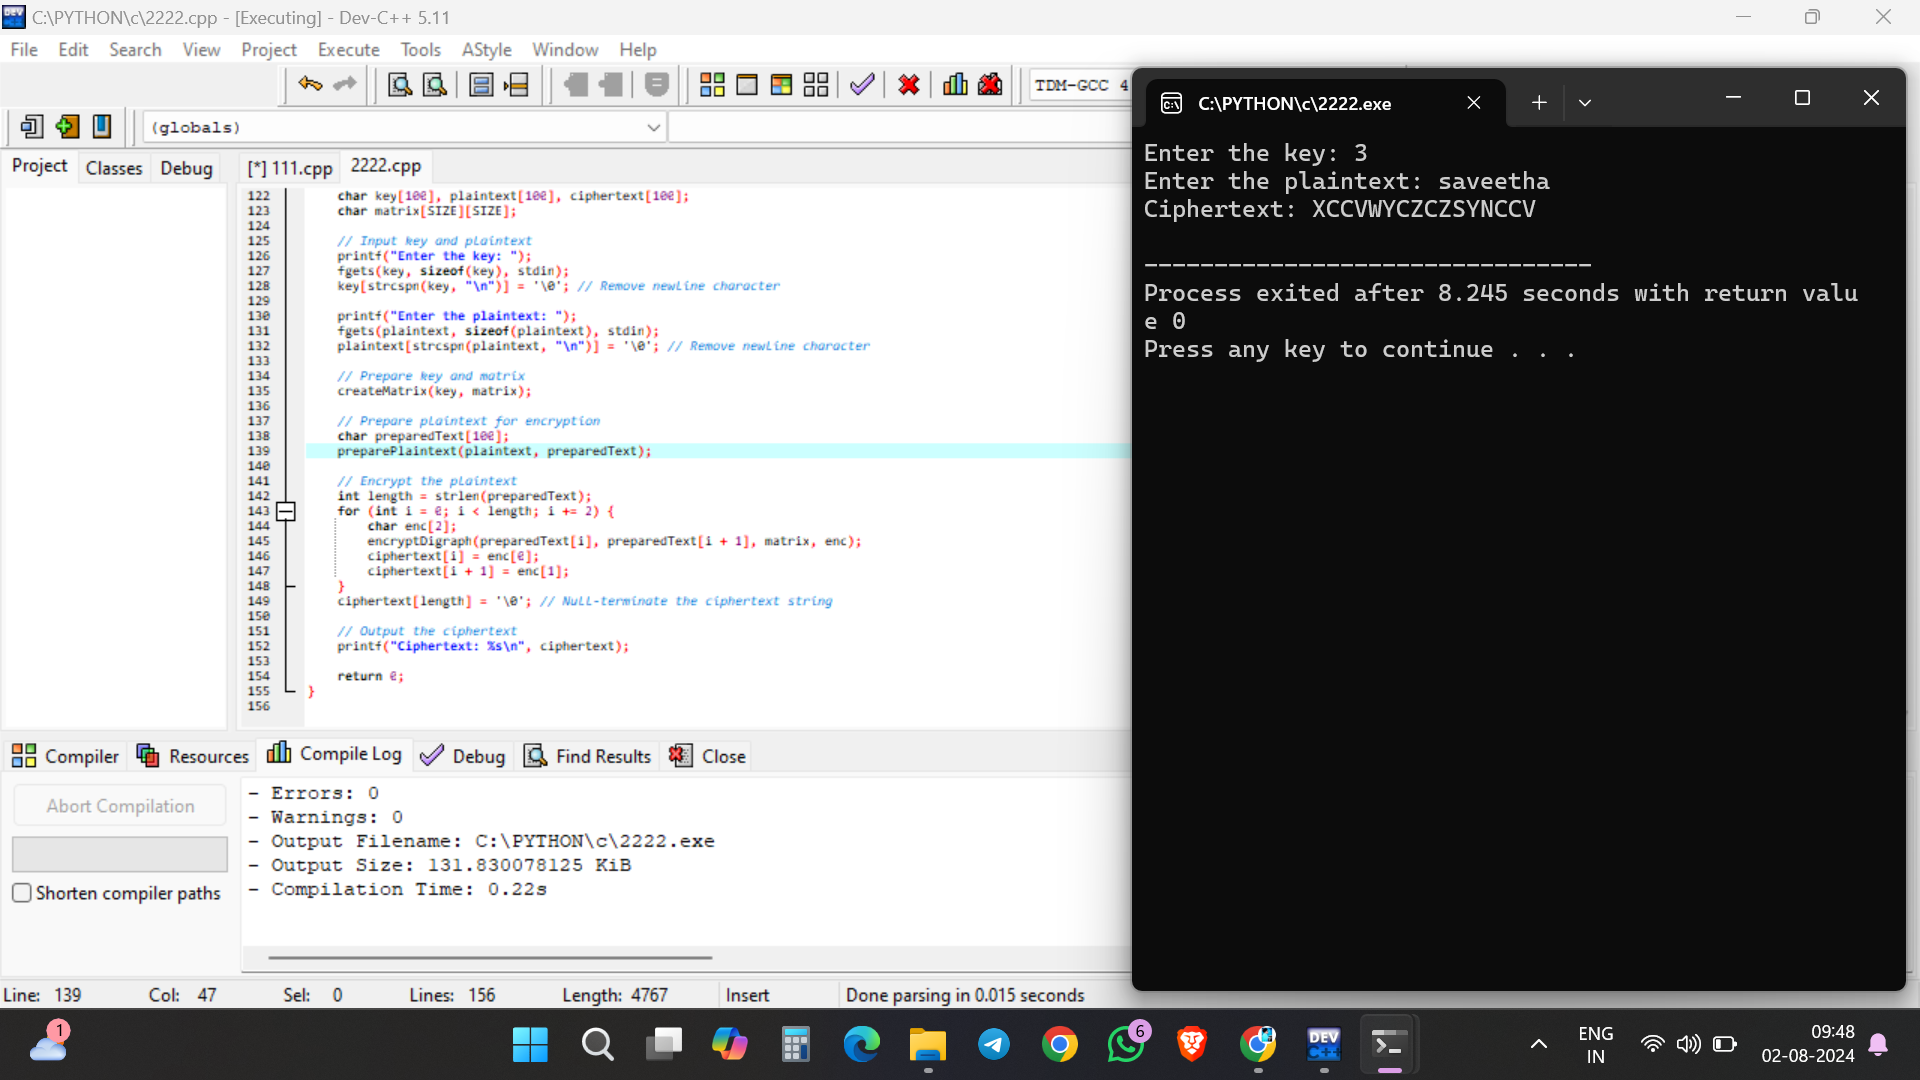 C:\PYTHON\c\2222.cpp - [Executing] - Dev-C++ 5.11
File Edit Search View Project Execute Tools AStyle Window Help
TDM-GCC 4
(globals)
Project Classes Debug
[*] 111.cpp 2222.cpp
122 char key[100], plaintext[100], ciphertext[100];
123 char matrix[SIZE][SIZE];
124
125 // Input key and plaintext
126 printf("Enter the key: ");
127 fgets(key, sizeof(key), stdin);
128 key[strcspn(key, "\n")] = '\0'; // Remove newline character
129
130 printf("Enter the plaintext: ");
131 fgets(plaintext, sizeof(plaintext), stdin);
132 plaintext[strcspn(plaintext, "\n")] = '\0'; // Remove newline character
133
134 // Prepare key and matrix
135 createMatrix(key, matrix);
136
137 // Prepare plaintext for encryption
138 char preparedText[100];
139 preparePlaintext(plaintext, preparedText);
140
141 // Encrypt the plaintext
142 int length = strlen(preparedText);
143 for (int i = 0; i < length; i += 2) {
144 char enc[2];
145 encryptDigraph(preparedText[i], preparedText[i + 1], matrix, enc);
146 ciphertext[i] = enc[0];
147 ciphertext[i + 1] = enc[1];
148 }
149 ciphertext[length] = '\0'; // Null-terminate the ciphertext string
150
151 // Output the ciphertext
152 printf("Ciphertext: %s\n", ciphertext);
153
154 return 0;
155 }
156
C:\PYTHON\c\2222.exe
Enter the key: 3
Enter the plaintext: saveetha
Ciphertext: XCCVWYCZCZSYNCCV
--------------------------------
Process exited after 8.245 seconds with return valu
e 0
Press any key to continue . . .
Compiler Resources Compile Log Debug Find Results Close
Abort Compilation
Shorten compiler paths
- Errors: 0
- Warnings: 0
- Output Filename: C:\PYTHON\c\2222.exe
- Output Size: 131.830078125 KiB
- Compilation Time: 0.22s
Line: 139 Col: 47 Sel: 0 Lines: 156 Length: 4767 Insert Done parsing in 0.015 seconds
1
6
DEV
C++
ENG
IN
09:48
02-08-2024